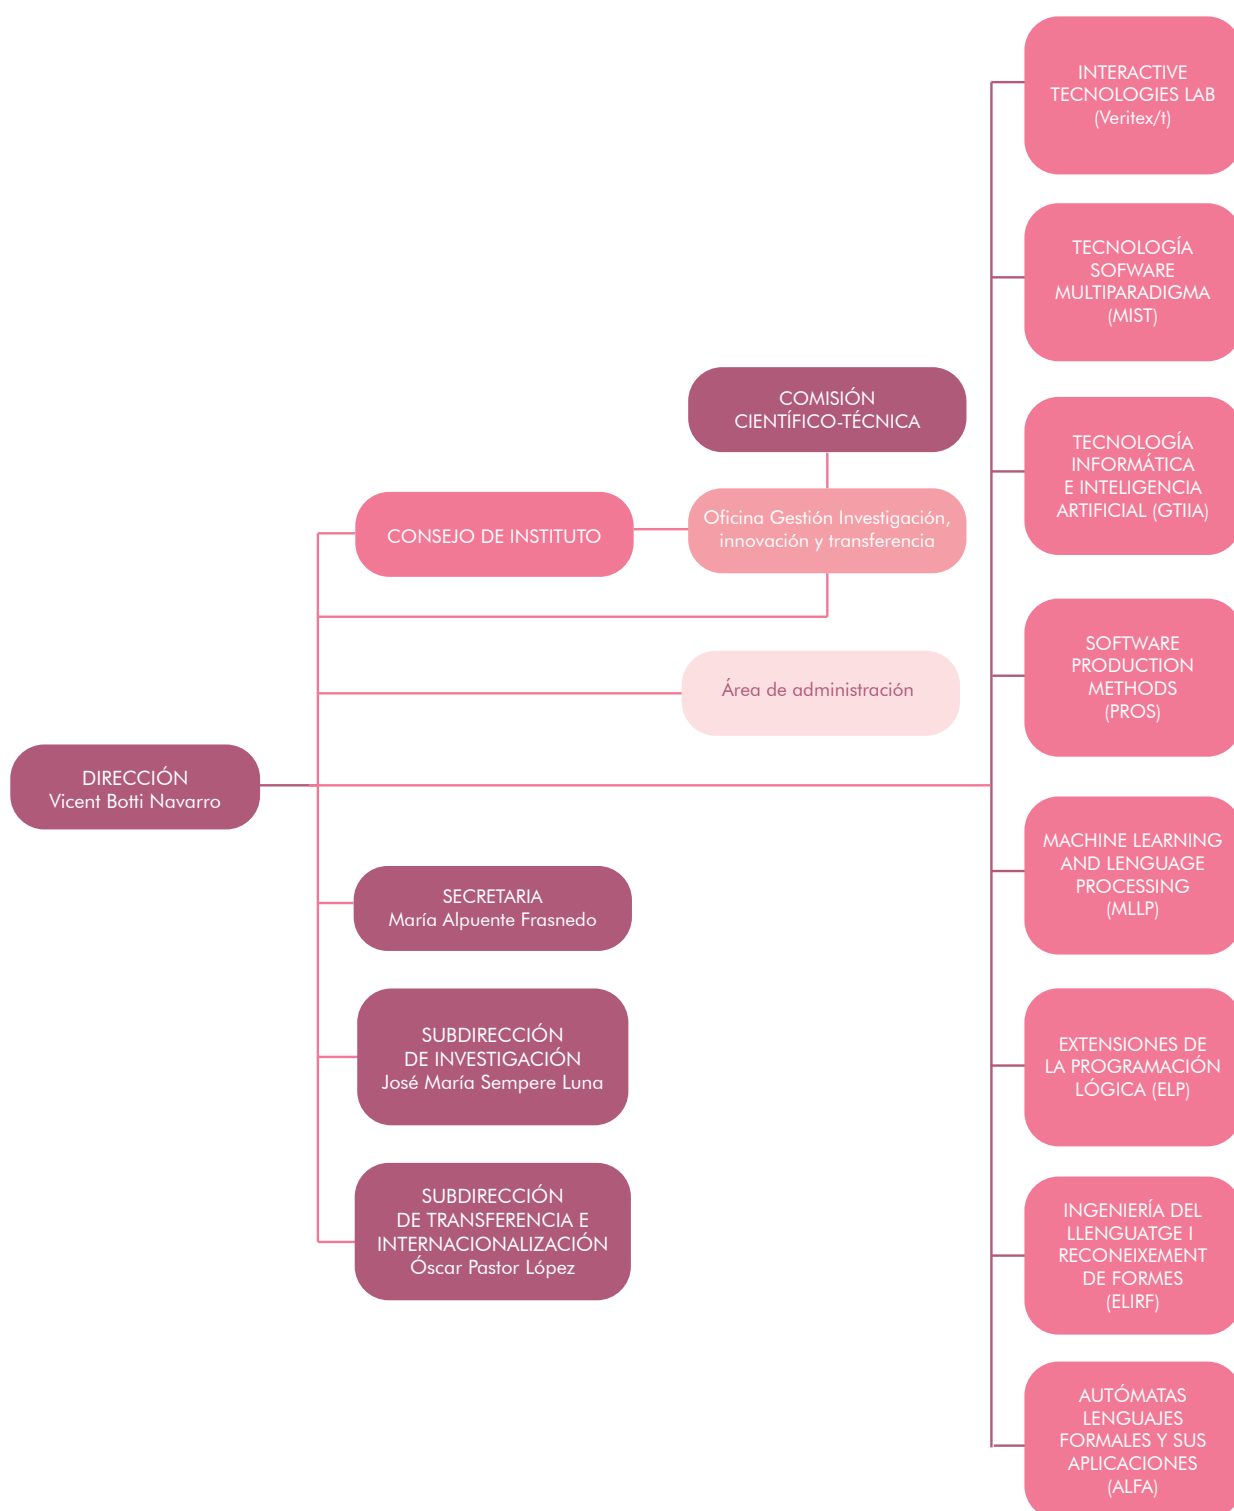 INTERACTIVE
TECNOLOGIES LAB
(Veritex/t)
TECNOLOGÍA
SOFWARE
MULTIPARADIGMA
(MIST)
COMISIÓN
CIENTÍFICO-TÉCNICA
TECNOLOGÍA
INFORMÁTICA
E INTELIGENCIA
ARTIFICIAL (GTIIA)
CONSEJO DE INSTITUTO
Oficina Gestión Investigación,
innovación y transferencia
SOFTWARE
PRODUCTION
METHODS
(PROS)
Área de administración
DIRECCIÓN
Vicent Botti Navarro
MACHINE LEARNING
AND LENGUAGE
PROCESSING
(MLLP)
SECRETARIA
María Alpuente Frasnedo
SUBDIRECCIÓN
DE INVESTIGACIÓN
José María Sempere Luna
EXTENSIONES DE
LA PROGRAMACIÓN
LÓGICA (ELP)
SUBDIRECCIÓN
DE TRANSFERENCIA E
INTERNACIONALIZACIÓN
Óscar Pastor López
INGENIERÍA DEL
LLENGUATGE I
RECONEIXEMENT
DE FORMES
(ELIRF)
AUTÓMATAS
LENGUAJES
FORMALES Y SUS
APLICACIONES
(ALFA)